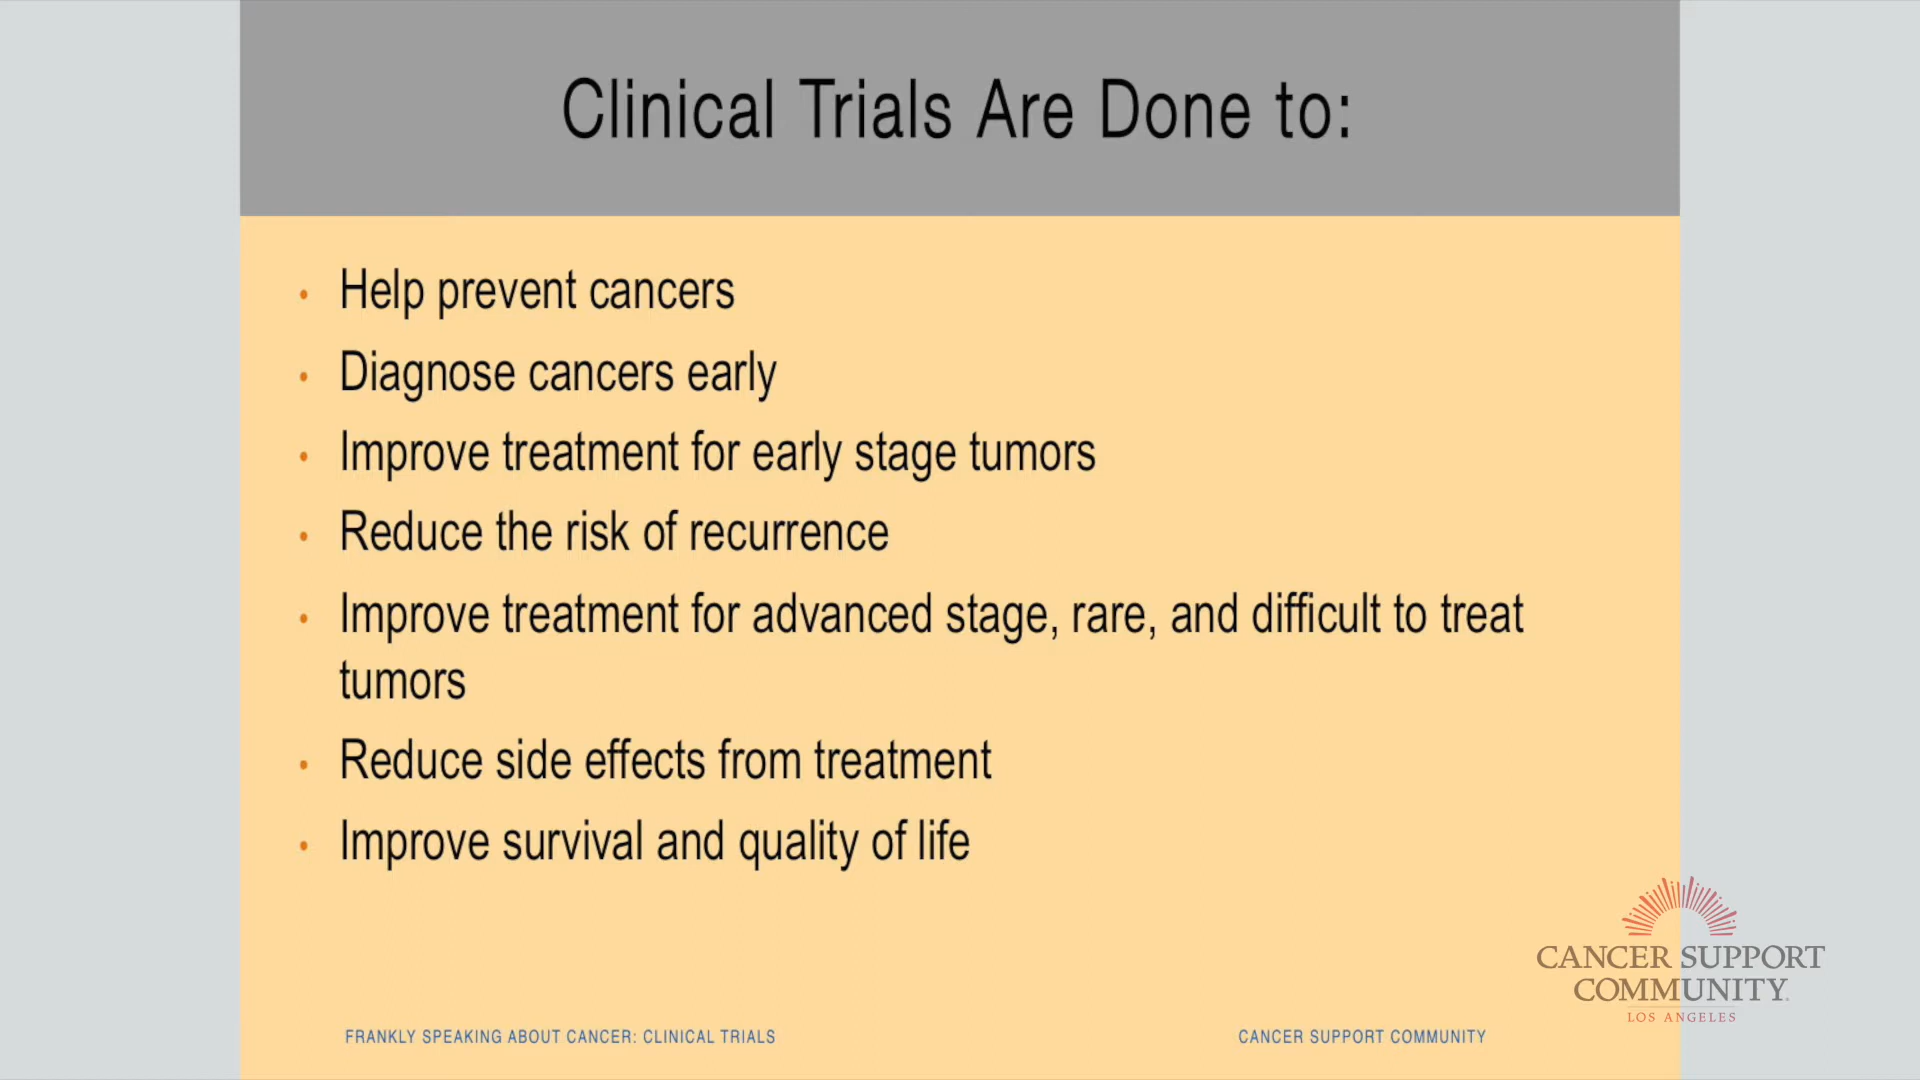 Clinical Trials Are Done to:
• Help prevent cancers
• Diagnose cancers early
• Improve treatment for early stage tumors
• Reduce the risk of recurrence
• Improve treatment for advanced stage, rare, and difficult to treat
tumors
• Reduce side effects from treatment
• Improve survival and quality of life
CANCER SUPPORT
COMMUNITY
LOS ANGELES
FRANKLY SPEAKING ABOUT CANCER: CLINICAL TRIALS
CANCER SUPPORT COMMUNITY